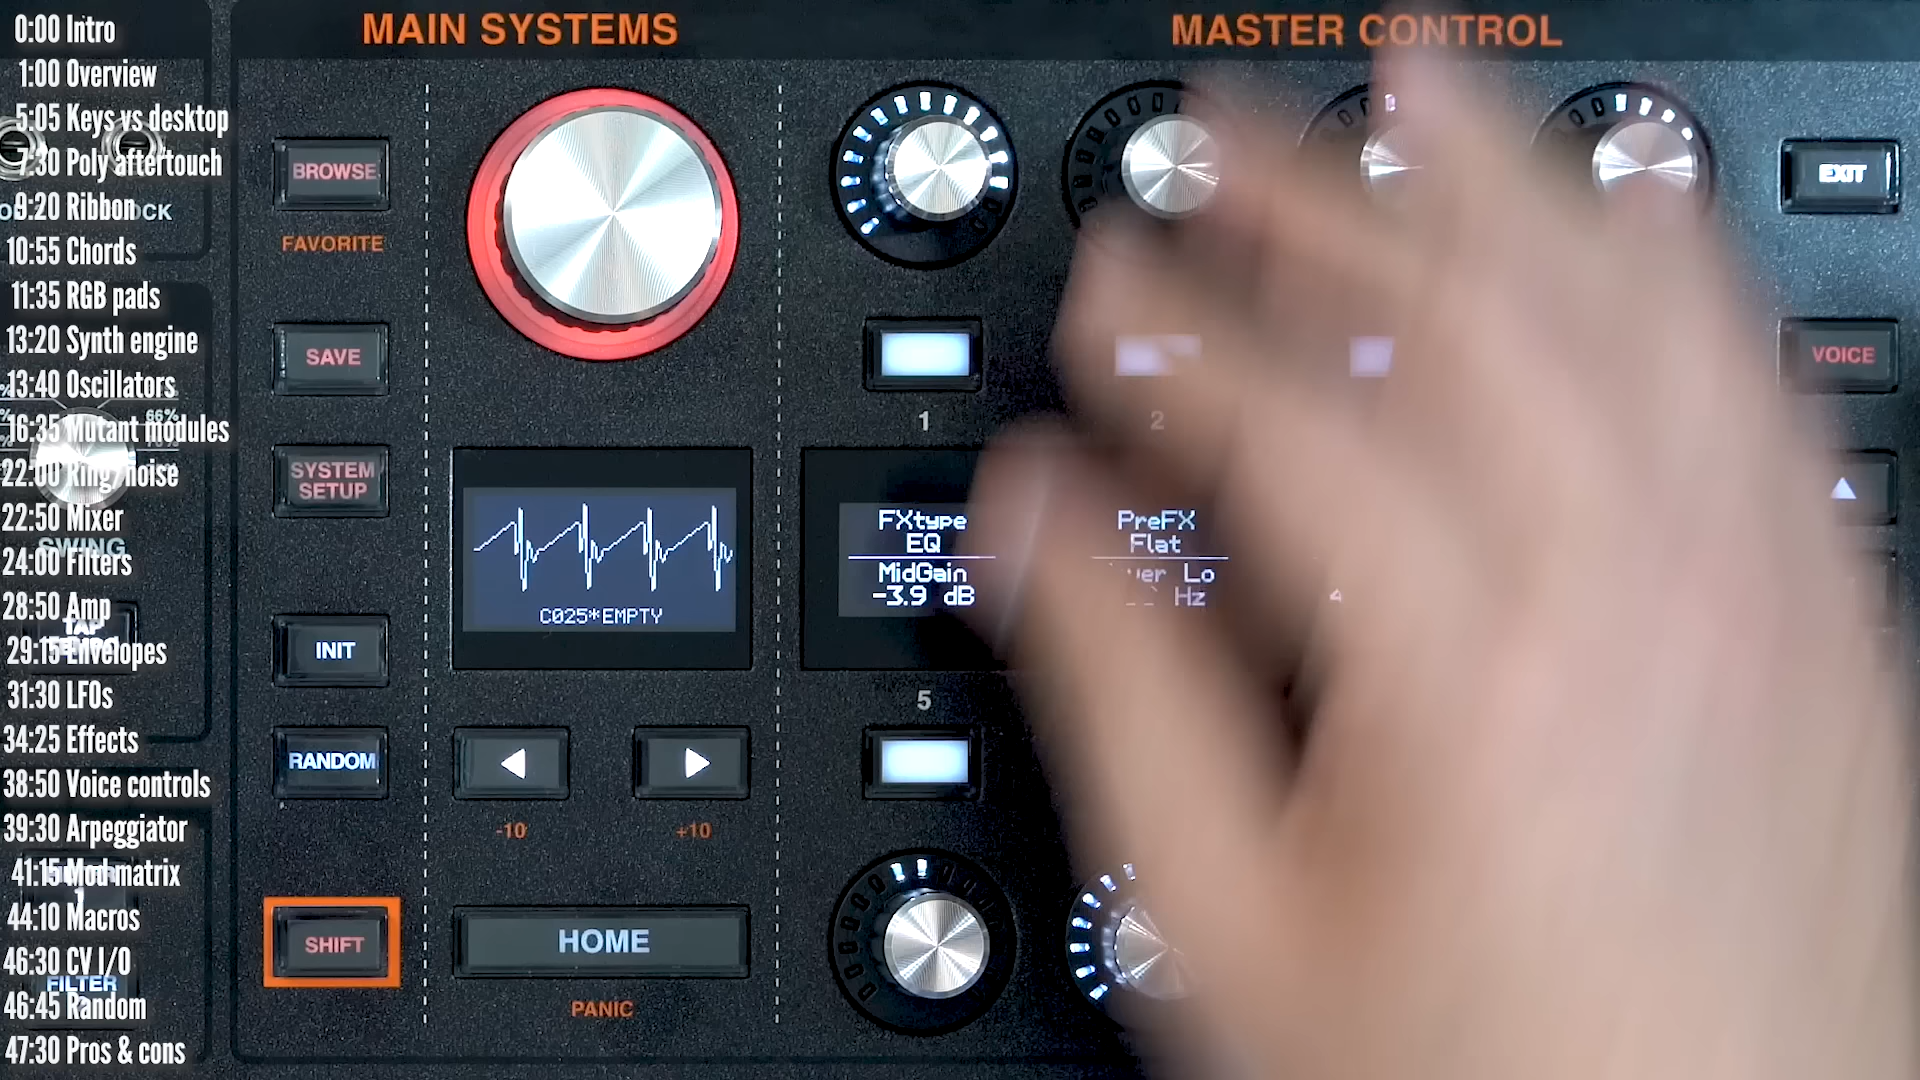 0:00 Intro
1:00 Overview
5:05 Keys vs desktop
7:30 Poly aftertouch
9:20 Ribbon
10:55 Chords
11:35 RGB pads
13:20 Synth engine
13:40 Oscillators
16:35 Mutant modules
22:00 Ring/noise
22:50 Mixer
24:00 Filters
28:50 Amp
29:15 Envelopes
31:30 LFOs
34:25 Effects
38:50 Voice controls
39:30 Arpeggiator
41:15 Mod matrix
44:10 Macros
46:30 CV I/O
46:45 Random
47:30 Pros & cons
66%
SWING
TAP
FILTER
MAIN SYSTEMS
BROWSE
FAVORITE
SAVE
SYSTEM
SETUP
INIT
RANDOM
SHIFT
C025*EMPTY
-10
+10
HOME
PANIC
MASTER CONTROL
1
2
FXtype
EQ
MidGain
-3.9 dB
PreFX
Flat
Lo
Hz
5
EXIT
VOICE